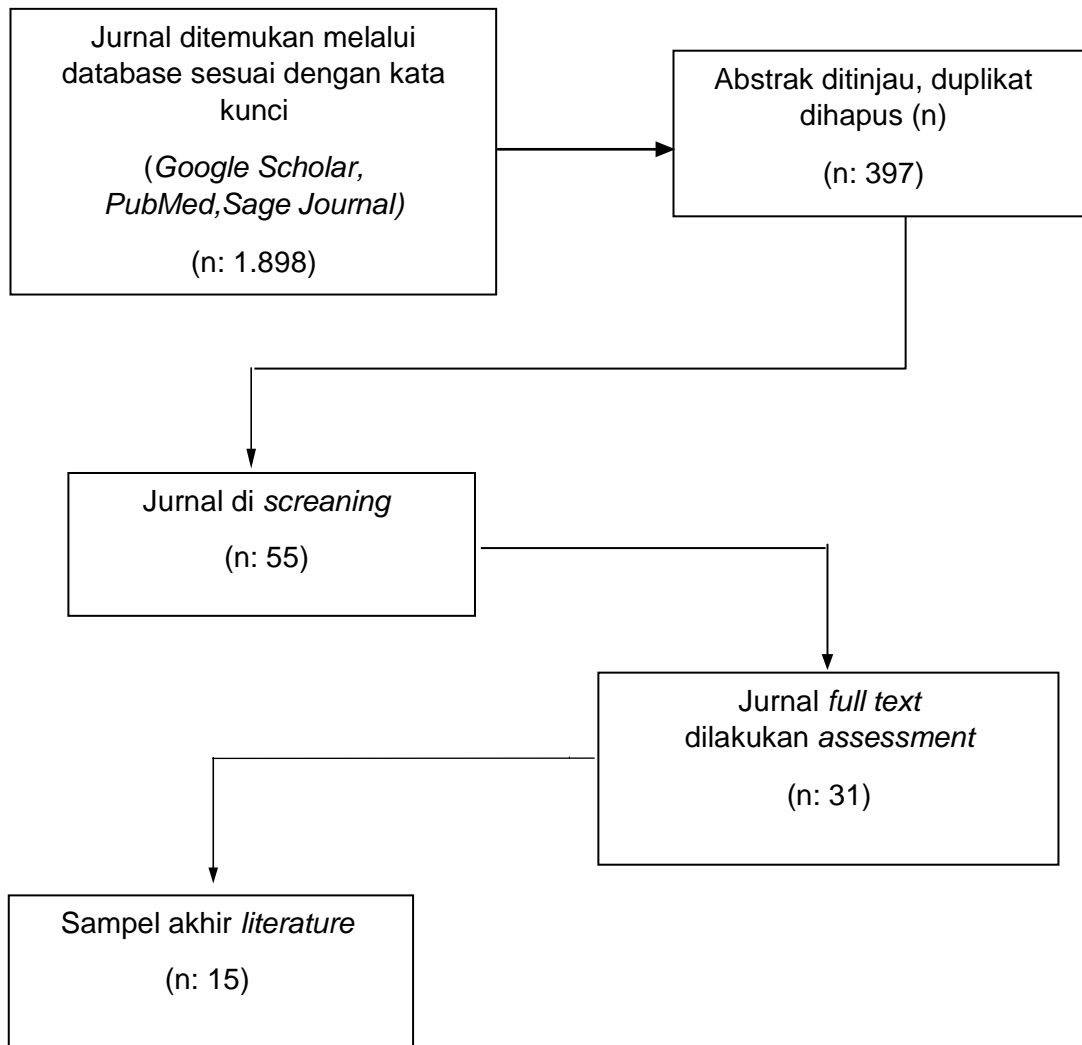 Jurnal ditemukan melalui
database sesuai dengan kata
kunci
(Google Scholar,
PubMed,Sage Journal)
(n: 1.898)
Abstrak ditinjau, duplikat
dihapus (n)
(n: 397)
Jurnal di screaning
(n: 55)
Jurnal full text
dilakukan assessment
(n: 31)
Sampel akhir literature
(n: 15)